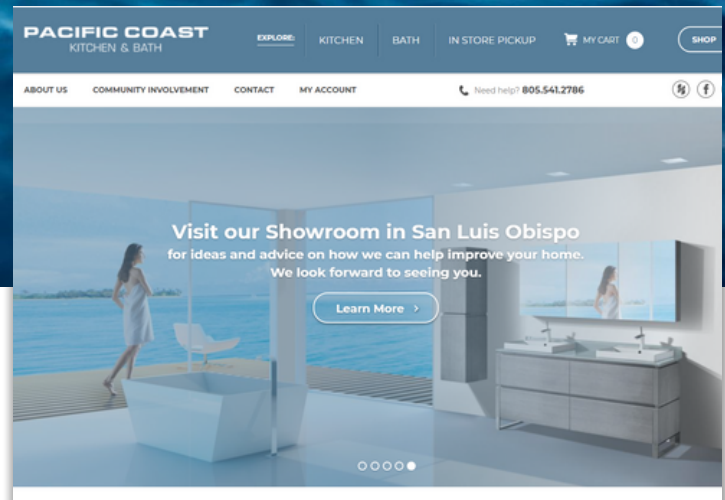 PACIFIC COAST
KITCHEN & BATH
EXPLORE:
KITCHEN
BATH
IN STORE PICKUP
MY CART 0
SHOP
ABOUT US
COMMUNITY INVOLVEMENT
CONTACT
MY ACCOUNT
Need help? 805.541.2786
Visit our Showroom in San Luis Obispo
for ideas and advice on how we can help improve your home.
We look forward to seeing you.
Learn More >